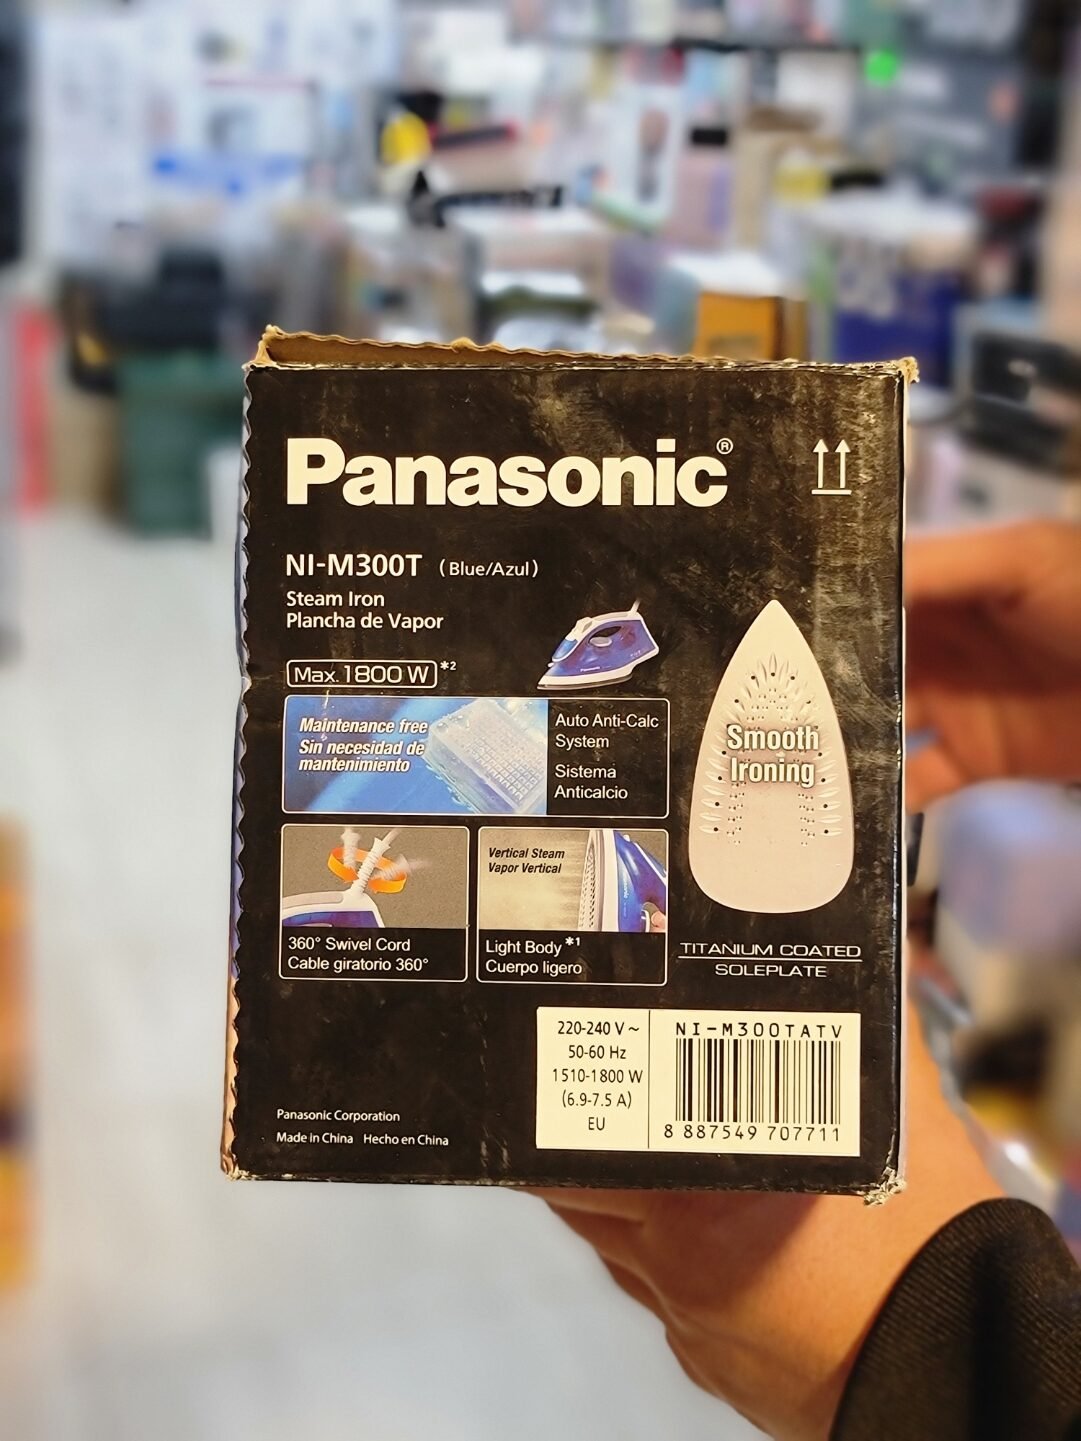 Panasonic®
NI-M300T (Blue/Azul)
Steam Iron
Plancha de Vapor
Max. 1800 W *2
Maintenance free
Sin necesidad de
mantenimiento
Auto Anti-Calc
System
Sistema
Anticalcio
Smooth
Ironing
360° Swivel Cord
Cable giratorio 360°
Vertical Steam
Vapor Vertical
Light Body *1
Cuerpo ligero
TITANIUM COATED
SOLEPLATE
220-240 V ~
50-60 Hz
1510-1800 W
(6.9-7.5 A)
EU
NI-M300TATV
8 887549 707711
Panasonic Corporation
Made in China Hecho en China